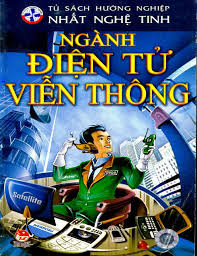 TỦ SÁCH HƯỚNG NGHIỆP
NHẤT NGHỆ TINH
NGÀNH
ĐIỆN TỬ
VIỄN THÔNG
Satellite